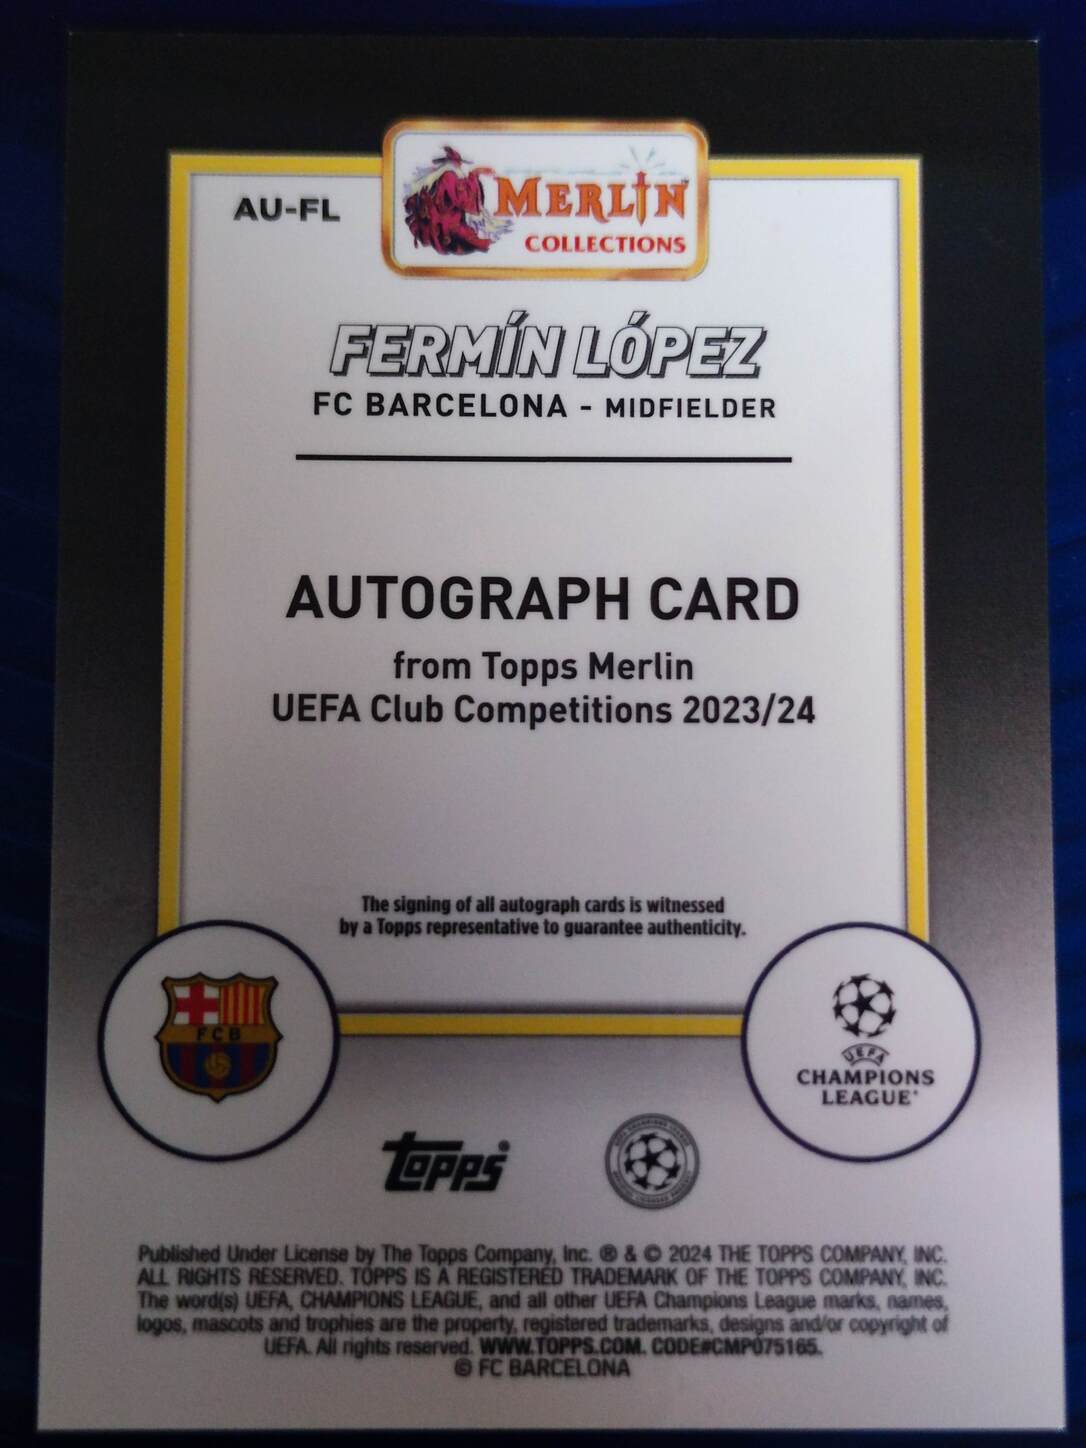 AU-FL
MERLIN™
COLLECTIONS
FERMÍN LÓPEZ
FC BARCELONA - MIDFIELDER
AUTOGRAPH CARD
from Topps Merlin
UEFA Club Competitions 2023/24
The signing of all autograph cards is witnessed
by a Topps representative to guarantee authenticity.
FCB
UEFA
CHAMPIONS
LEAGUE®
Topps®
Published Under License by The Topps Company, Inc. ® & © 2024 THE TOPPS COMPANY, INC.
ALL RIGHTS RESERVED. TOPPS IS A REGISTERED TRADEMARK OF THE TOPPS COMPANY, INC.
The word(s) UEFA, CHAMPIONS LEAGUE, and all other UEFA Champions League marks, names,
logos, mascots and trophies are the property, registered trademarks, designs and/or copyright of
UEFA. All rights reserved. WWW.TOPPS.COM. CODE#CMP075165.
© FC BARCELONA